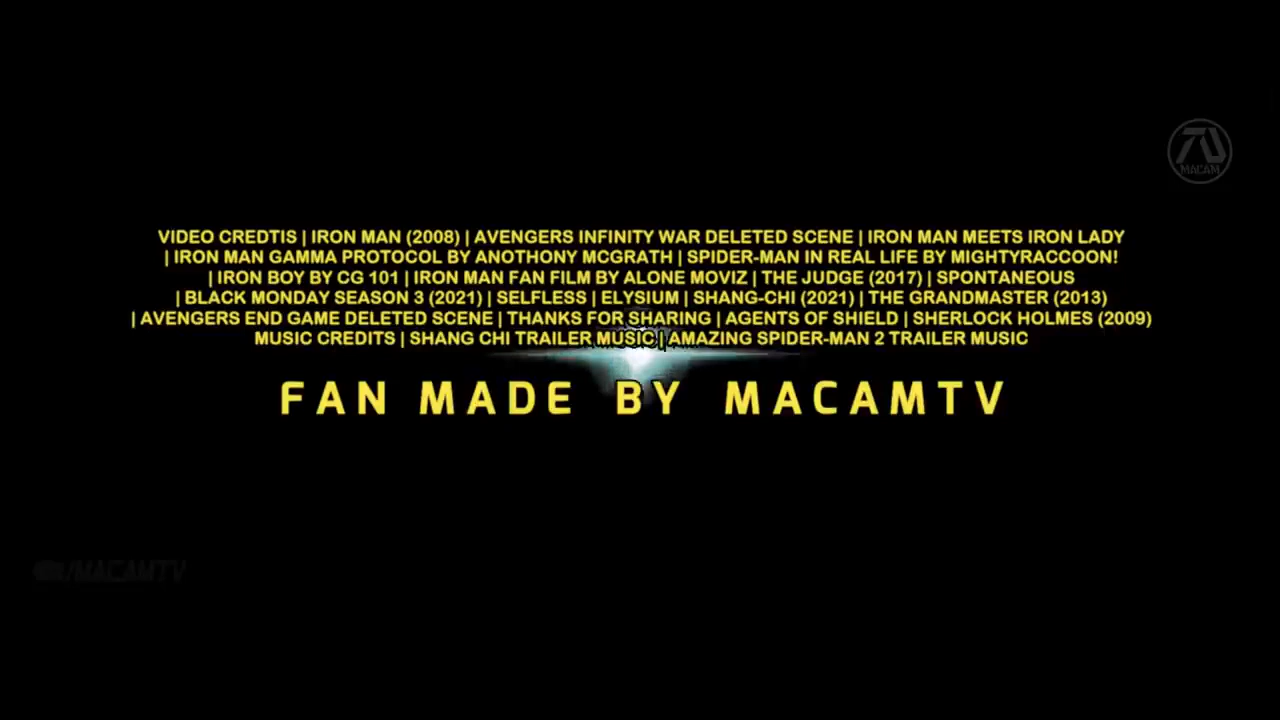 MACAM
VIDEO CREDTIS | IRON MAN (2008) | AVENGERS INFINITY WAR DELETED SCENE | IRON MAN MEETS IRON LADY
| IRON MAN GAMMA PROTOCOL BY ANOTHONY MCGRATH | SPIDER-MAN IN REAL LIFE BY MIGHTYRACCOON!
| IRON BOY BY CG 101 | IRON MAN FAN FILM BY ALONE MOVIZ | THE JUDGE (2017) | SPONTANEOUS
| BLACK MONDAY SEASON 3 (2021) | SELFLESS | ELYSIUM | SHANG-CHI (2021) | THE GRANDMASTER (2013)
| AVENGERS END GAME DELETED SCENE | THANKS FOR SHARING | AGENTS OF SHIELD | SHERLOCK HOLMES (2009)
MUSIC CREDITS | SHANG CHI TRAILER MUSIC | AMAZING SPIDER-MAN 2 TRAILER MUSIC
FAN MADE BY MACAMTV
/MACAMTV